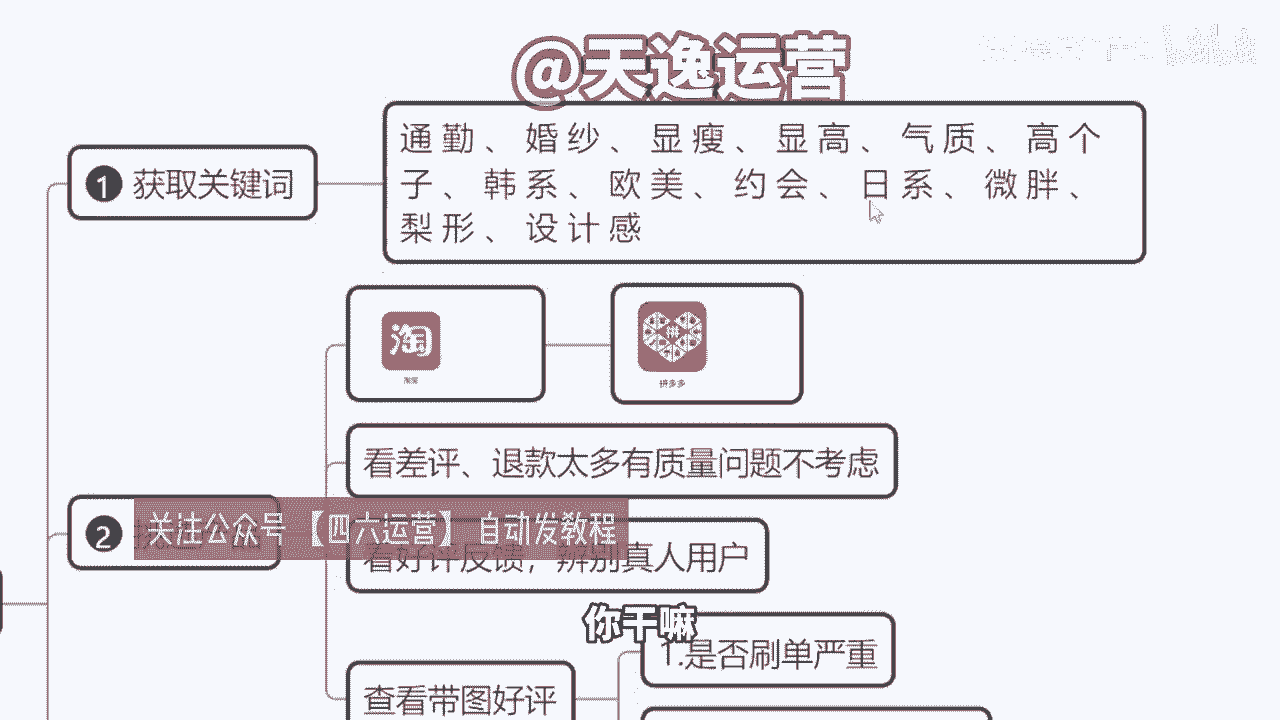 @天逸运营
通勤、婚纱、显瘦、显高、气质、高个
子、韩系、欧美、约会、日系、微胖、
梨形、设计感
1 获取关键词
淘
淘宝
拼
拼多多
看差评、退款太多有质量问题不考虑
2
关注公众号【四六运营】自动发教程
看好评反馈，辨别真人用户
你干嘛
1.是否刷单严重
查看带图好评